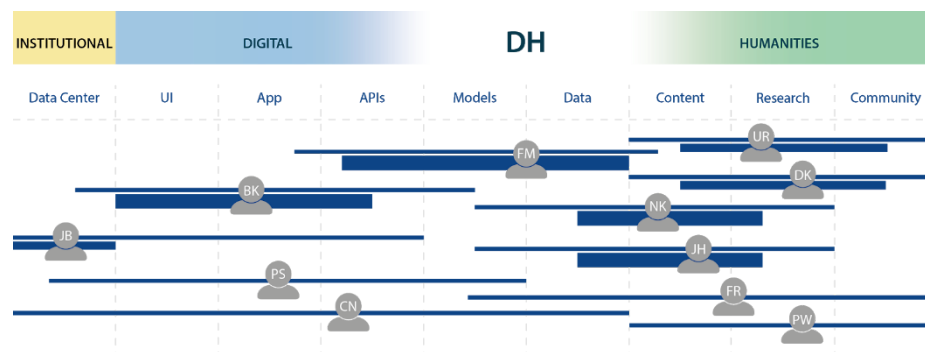 INSTITUTIONAL DIGITAL DH HUMANITIES
Data Center UI App APIs Models Data Content Research Community
UR
FM
DK
BK
NK
JB
JH
PS
FR
CN
PW